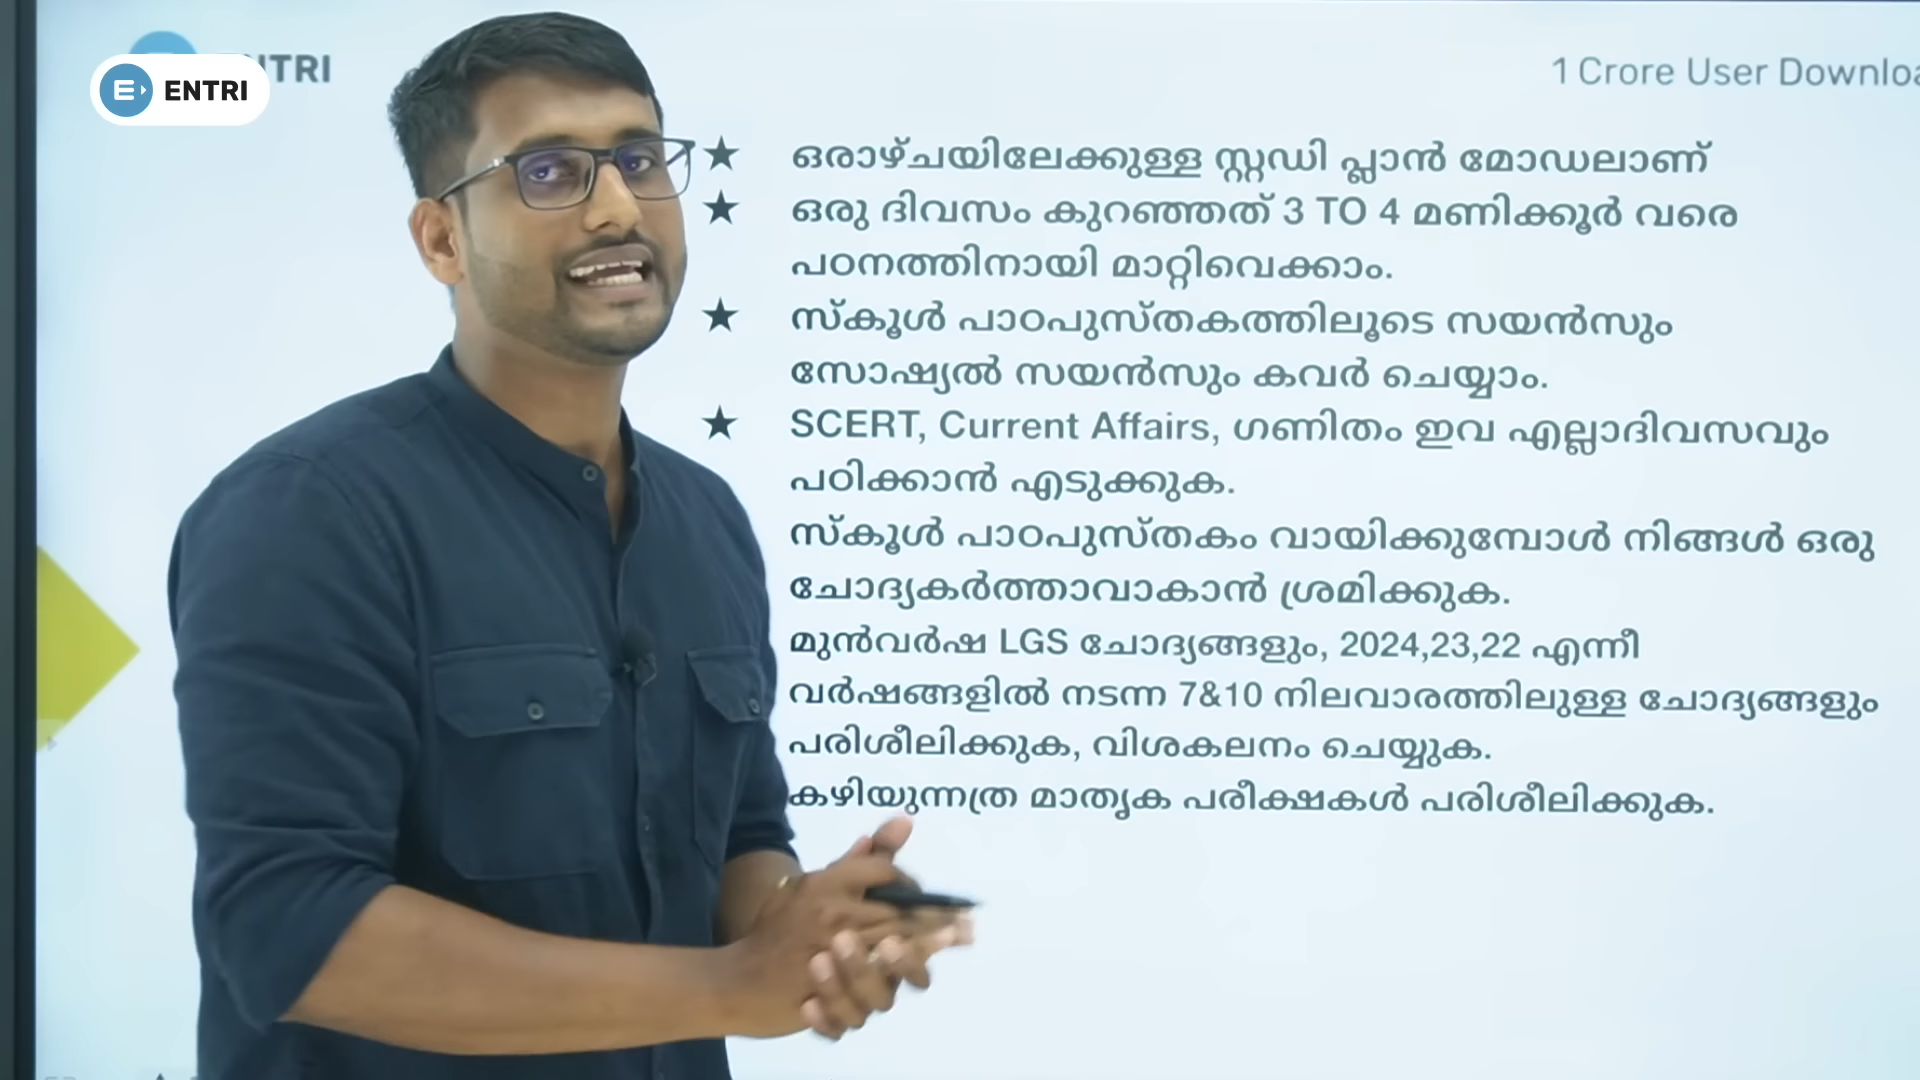 ENTRI
NTRI
1 Crore User Downloa
★ ഒരാഴ്ചയിലേക്കുള്ള സ്റ്റഡി പ്ലാൻ മോഡലാണ്
★ ഒരു ദിവസം കുറഞ്ഞത് 3 TO 4 മണിക്കൂർ വരെ
പഠനത്തിനായി മാറ്റിവെക്കാം.
★ സ്കൂൾ പാഠപുസ്തകത്തിലൂടെ സയൻസും
സോഷ്യൽ സയൻസും കവർ ചെയ്യാം.
★ SCERT, Current Affairs, ഗണിതം ഇവ എല്ലാദിവസവും
പഠിക്കാൻ എടുക്കുക.
സ്കൂൾ പാഠപുസ്തകം വായിക്കുമ്പോൾ നിങ്ങൾ ഒരു
ചോദ്യകർത്താവാകാൻ ശ്രമിക്കുക.
മുൻവർഷ LGS ചോദ്യങ്ങളും, 2024,23,22 എന്നീ
വർഷങ്ങളിൽ നടന്ന 7&10 നിലവാരത്തിലുള്ള ചോദ്യങ്ങളും
പരിശീലിക്കുക, വിശകലനം ചെയ്യുക.
കഴിയുന്നത്ര മാതൃക പരീക്ഷകൾ പരിശീലിക്കുക.